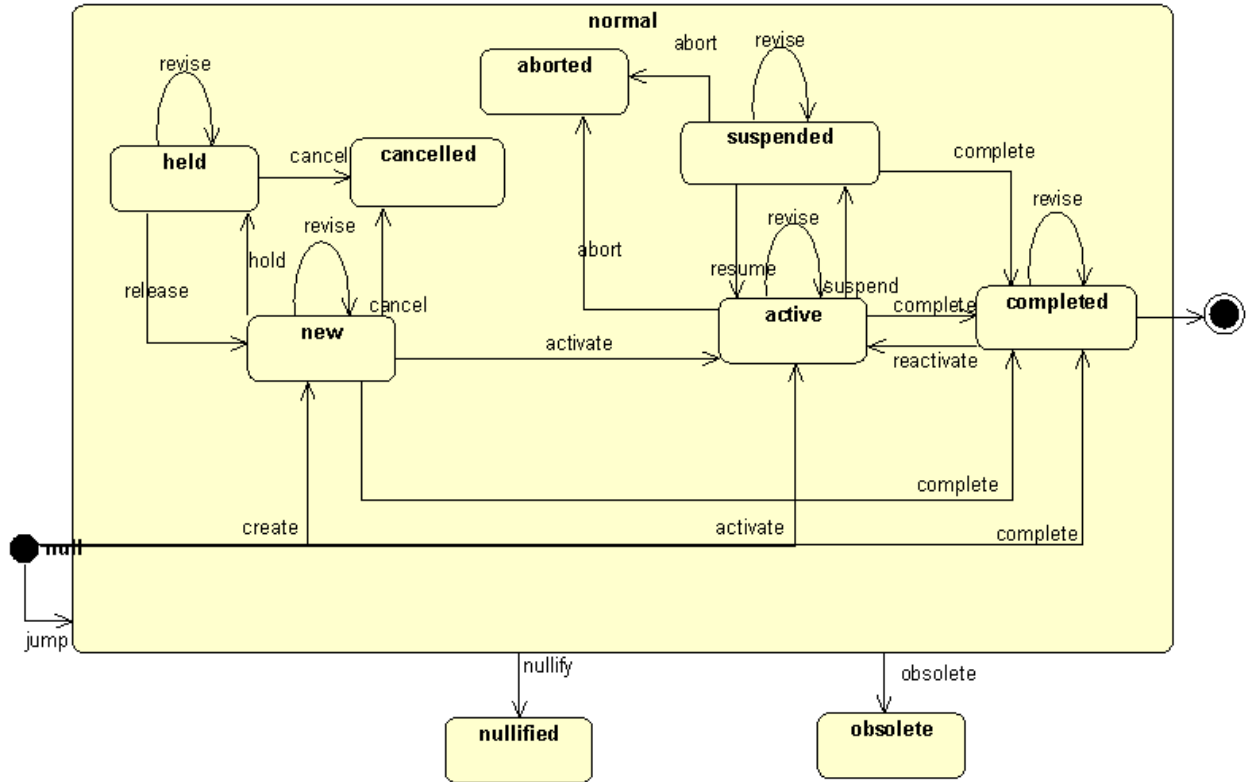 normal
revise
abort
revise
aborted
suspended
held
cancel
cancelled
complete
revise
revise
revise
hold
abort
resume
suspend
release
cancel
complete
new
active
completed
activate
reactivate
complete
create
activate
complete
null
jump
nullify
obsolete
nullified
obsolete